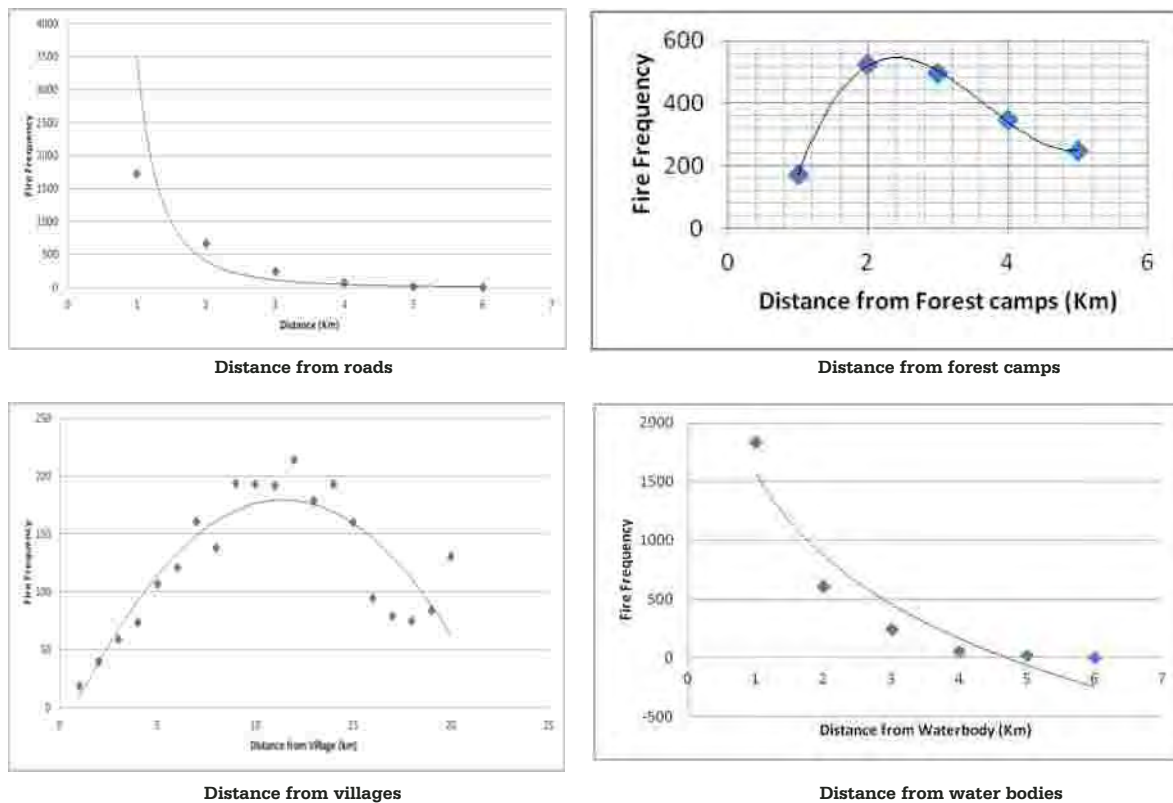 4000
3500
3000
2500
2000
1500
1000
500
0
Fire Frequency
0 1 2 3 4 5 6 7
Distance (Km)
Distance from roads
600
400
200
0
Fire Frequency
0 2 4 6
Distance from Forest camps (Km)
Distance from forest camps
250
200
150
100
50
0
Fire Frequency
0 5 10 15 20 25
Distance from Village (km)
Distance from villages
2000
1500
1000
500
0
-500
Fire Frequency
0 1 2 3 4 5 6 7
Distance from Waterbody (Km)
Distance from water bodies